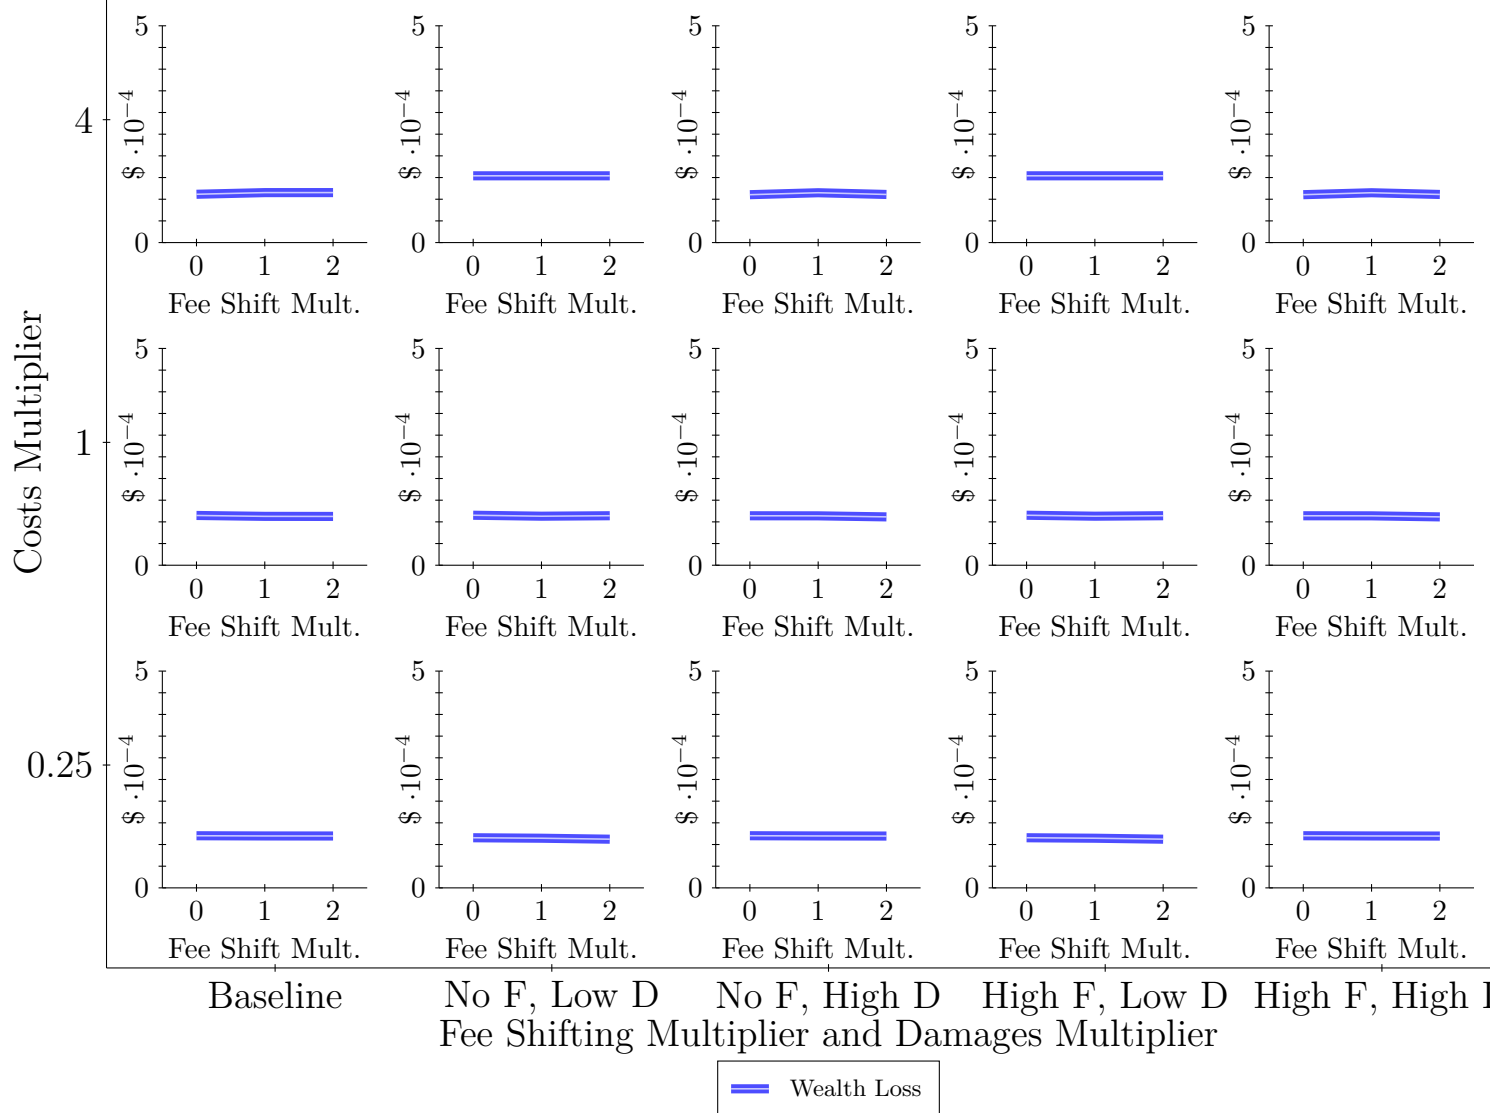 5 5 5 5 5
$ ·10⁻⁴ $ ·10⁻⁴ $ ·10⁻⁴ $ ·10⁻⁴ $ ·10⁻⁴
4
0 0 0 0 0
0 1 2 0 1 2 0 1 2 0 1 2 0 1 2
Fee Shift Mult. Fee Shift Mult. Fee Shift Mult. Fee Shift Mult. Fee Shift Mult.
Costs Multiplier
5 5 5 5 5
$ ·10⁻⁴ $ ·10⁻⁴ $ ·10⁻⁴ $ ·10⁻⁴ $ ·10⁻⁴
1
0 0 0 0 0
0 1 2 0 1 2 0 1 2 0 1 2 0 1 2
Fee Shift Mult. Fee Shift Mult. Fee Shift Mult. Fee Shift Mult. Fee Shift Mult.
5 5 5 5 5
$ ·10⁻⁴ $ ·10⁻⁴ $ ·10⁻⁴ $ ·10⁻⁴ $ ·10⁻⁴
0.25
0 0 0 0 0
0 1 2 0 1 2 0 1 2 0 1 2 0 1 2
Fee Shift Mult. Fee Shift Mult. Fee Shift Mult. Fee Shift Mult. Fee Shift Mult.
Baseline No F, Low D No F, High D High F, Low D High F, High
Fee Shifting Multiplier and Damages Multiplier
Wealth Loss